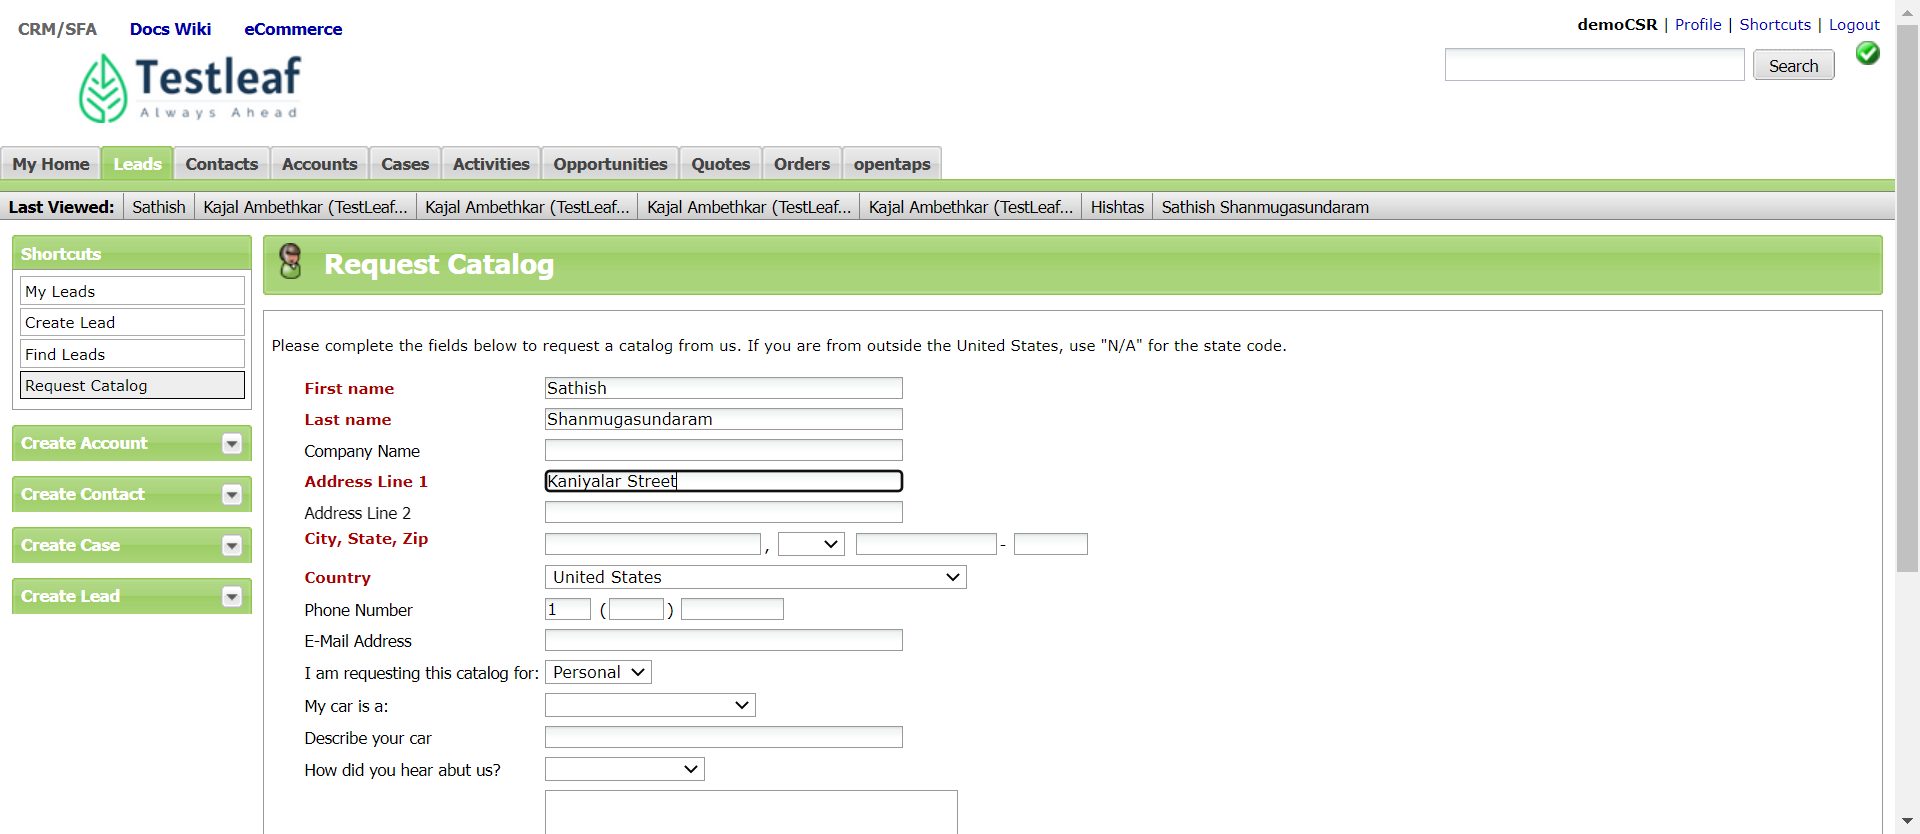 CRM/SFA Docs Wiki eCommerce
demoCSR | Profile | Shortcuts | Logout
Search
Testleaf
Always Ahead
My Home Leads Contacts Accounts Cases Activities Opportunities Quotes Orders opentaps
Last Viewed: Sathish Kajal Ambethkar (TestLeaf... Kajal Ambethkar (TestLeaf... Kajal Ambethkar (TestLeaf... Kajal Ambethkar (TestLeaf... Hishtas Sathish Shanmugasundaram
Shortcuts
My Leads
Create Lead
Find Leads
Request Catalog
Create Account
Create Contact
Create Case
Create Lead
Request Catalog
Please complete the fields below to request a catalog from us. If you are from outside the United States, use "N/A" for the state code.
First name Sathish
Last name Shanmugasundaram
Company Name
Address Line 1 Kaniyalar Street
Address Line 2
City, State, Zip , -
Country United States
Phone Number 1 ( )
E-Mail Address
I am requesting this catalog for: Personal
My car is a:
Describe your car
How did you hear abut us?